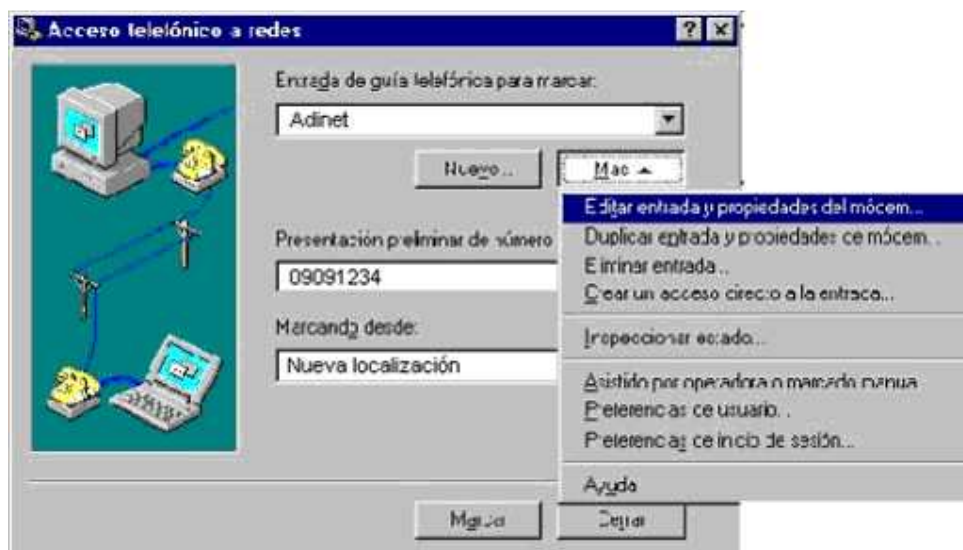 Acceso telefónico a redes
Entrada de guía telefónica para marcar:
Adinet
Nuevo...
Mas
Editar entrada y propiedades del módem...
Duplicar entrada y propiedades de módem...
Eliminar entrada...
Crear un acceso directo a la entrada...
Presentación preliminar de número
09091234
Inspeccionar estado...
Marcando desde:
Nueva localización
Asistido por operadora o marcado manual
Preferencias de usuario...
Preferencias de inicio de sesión...
Ayuda
Marcar
Cerrar